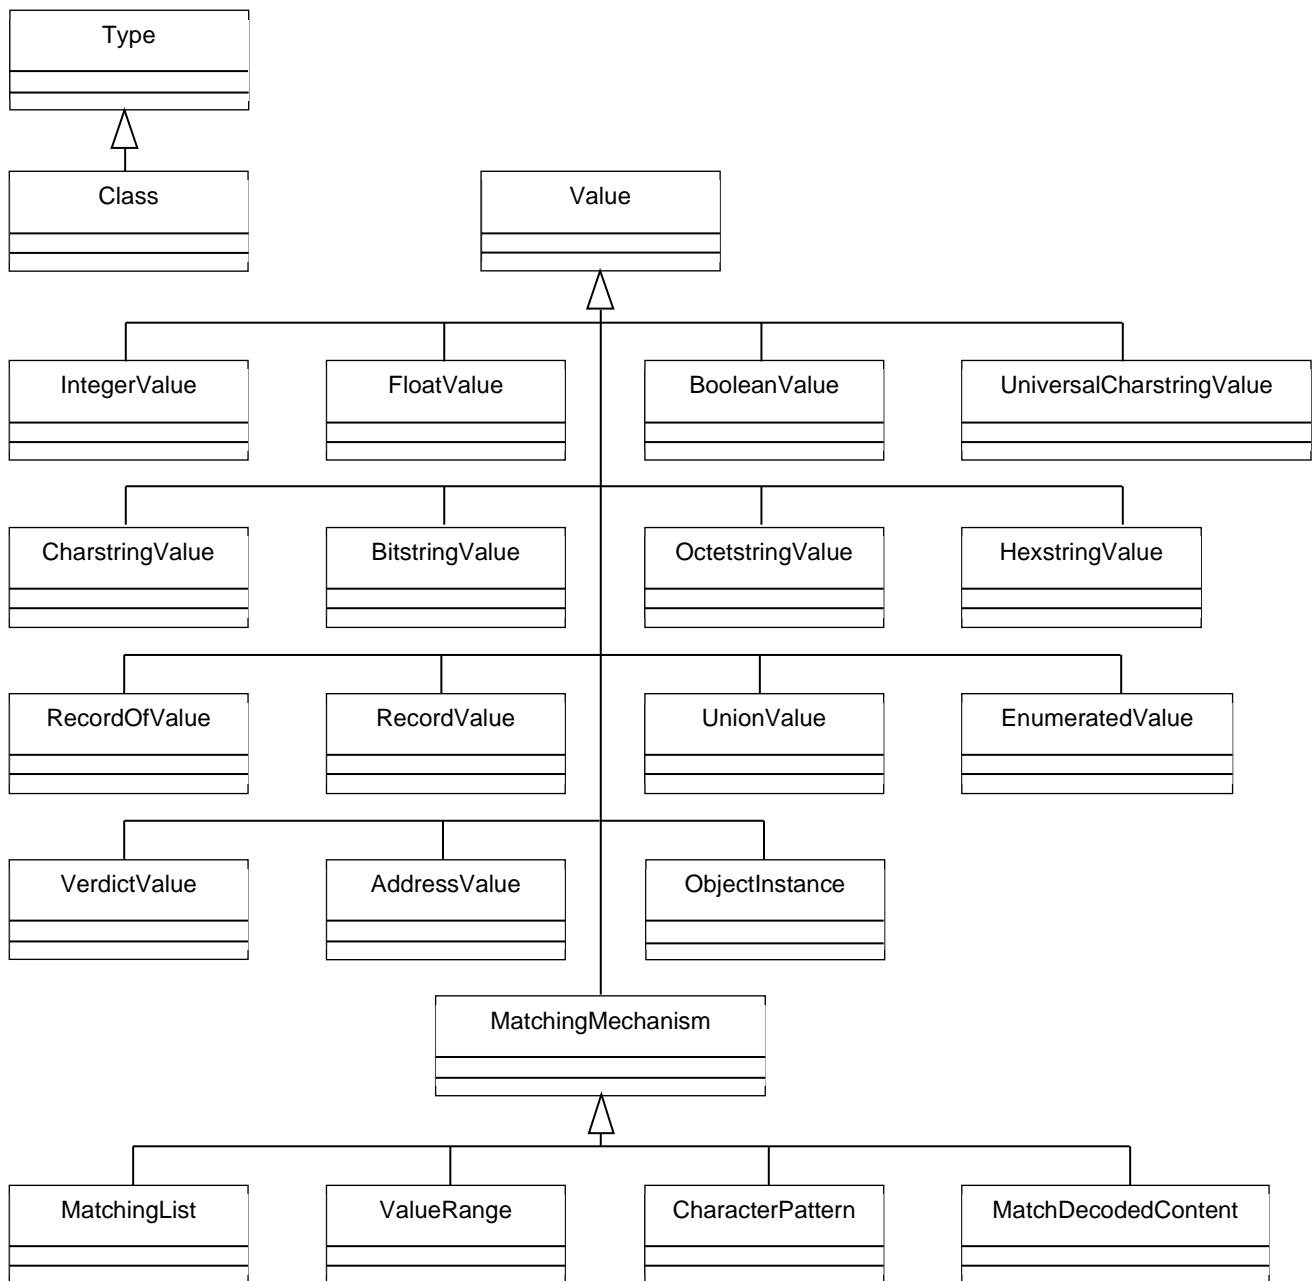 Type
Class
Value
IntegerValue
FloatValue
BooleanValue
UniversalCharstringValue
CharstringValue
BitstringValue
OctetstringValue
HexstringValue
RecordOfValue
RecordValue
UnionValue
EnumeratedValue
VerdictValue
AddressValue
ObjectInstance
MatchingMechanism
MatchingList
ValueRange
CharacterPattern
MatchDecodedContent